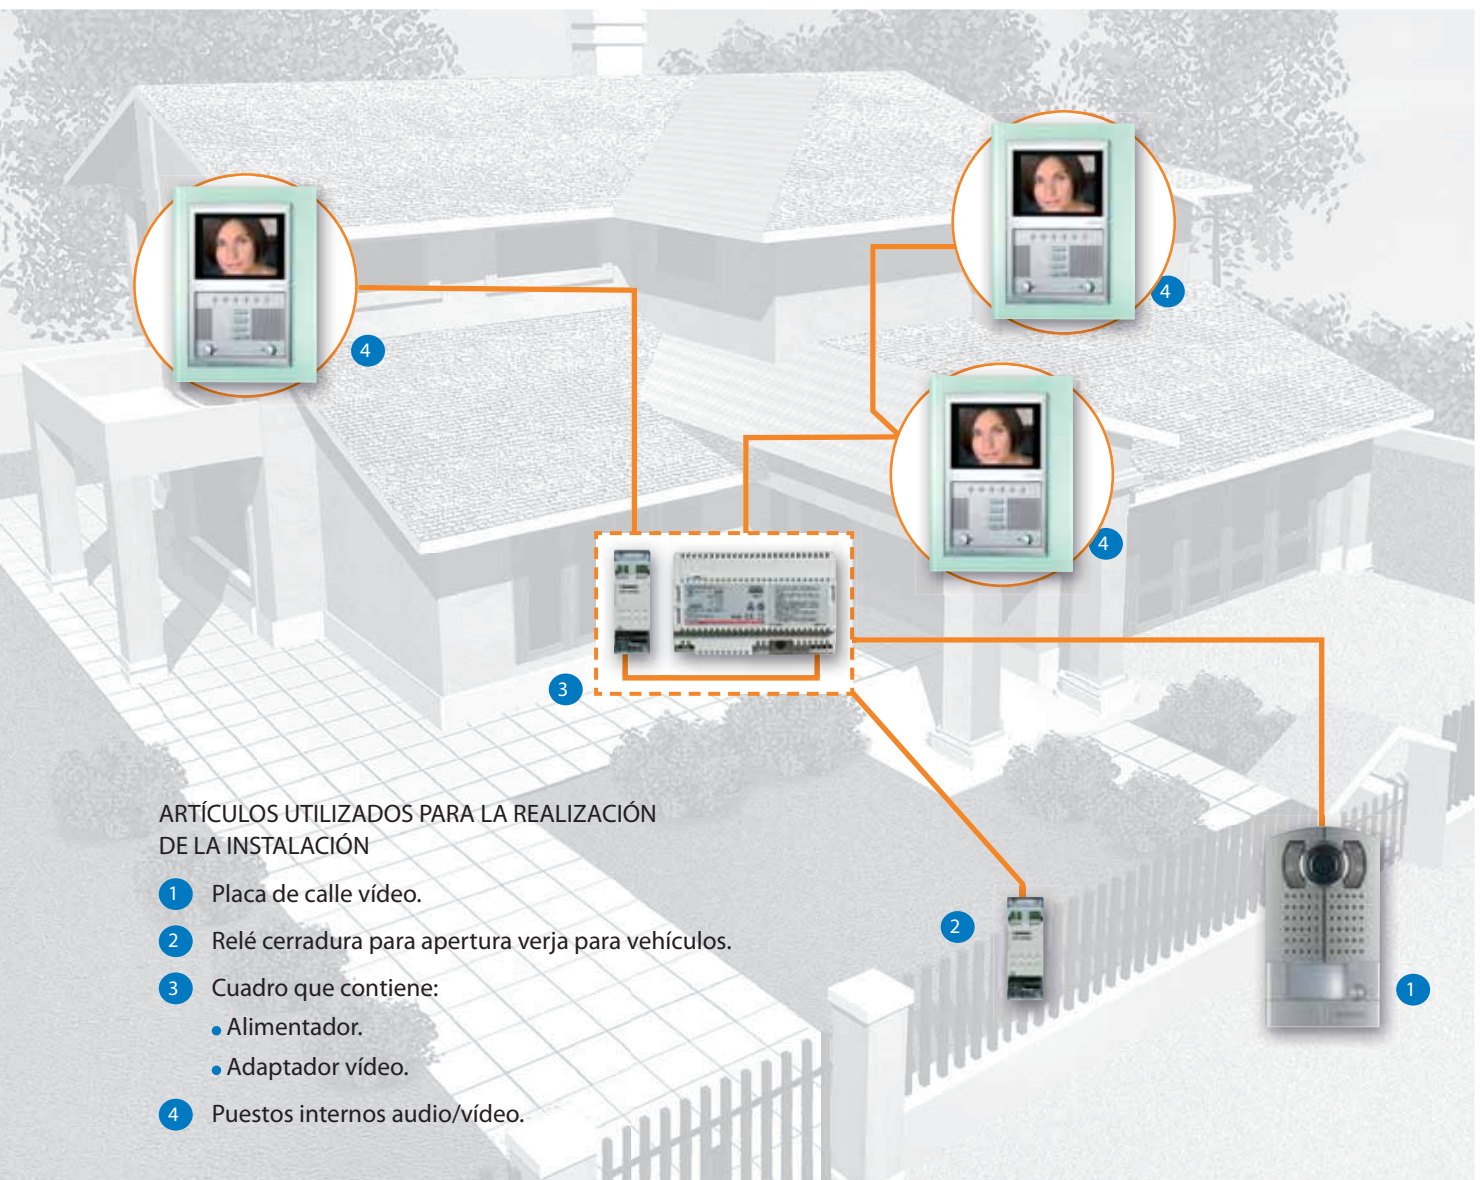 4
4
4
3
2
1
ARTÍCULOS UTILIZADOS PARA LA REALIZACIÓN
DE LA INSTALACIÓN
1 Placa de calle vídeo.
2 Relé cerradura para apertura verja para vehículos.
3 Cuadro que contiene:
• Alimentador.
• Adaptador vídeo.
4 Puestos internos audio/vídeo.